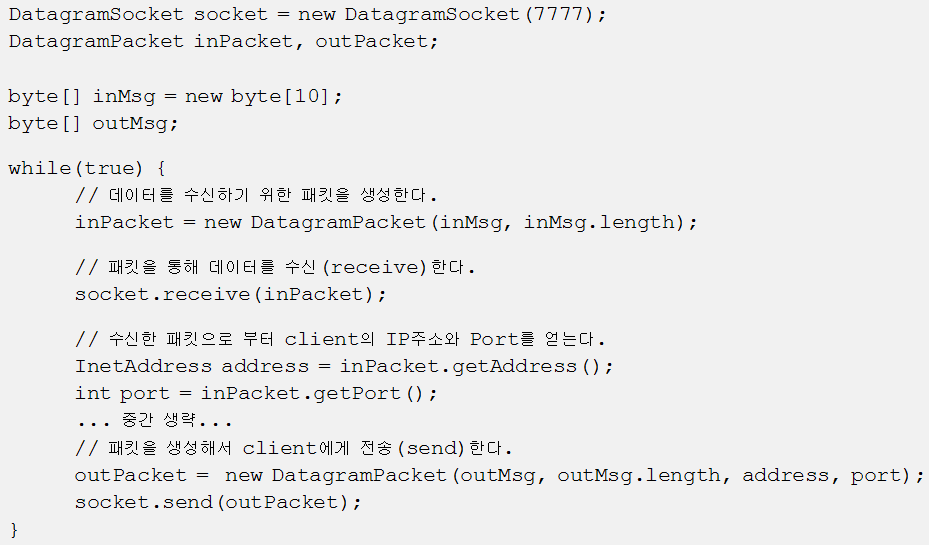 DatagramSocket socket = new DatagramSocket(7777);
DatagramPacket inPacket, outPacket;
byte[] inMsg = new byte[10];
byte[] outMsg;
while(true) {
// 데이터를 수신하기 위한 패킷을 생성한다.
inPacket = new DatagramPacket(inMsg, inMsg.length);
// 패킷을 통해 데이터를 수신(receive)한다.
socket.receive(inPacket);
// 수신한 패킷으로 부터 client의 IP주소와 Port를 얻는다.
InetAddress address = inPacket.getAddress();
int port = inPacket.getPort();
... 중간 생략...
// 패킷을 생성해서 client에게 전송(send)한다.
outPacket = new DatagramPacket(outMsg, outMsg.length, address, port);
socket.send(outPacket);
}